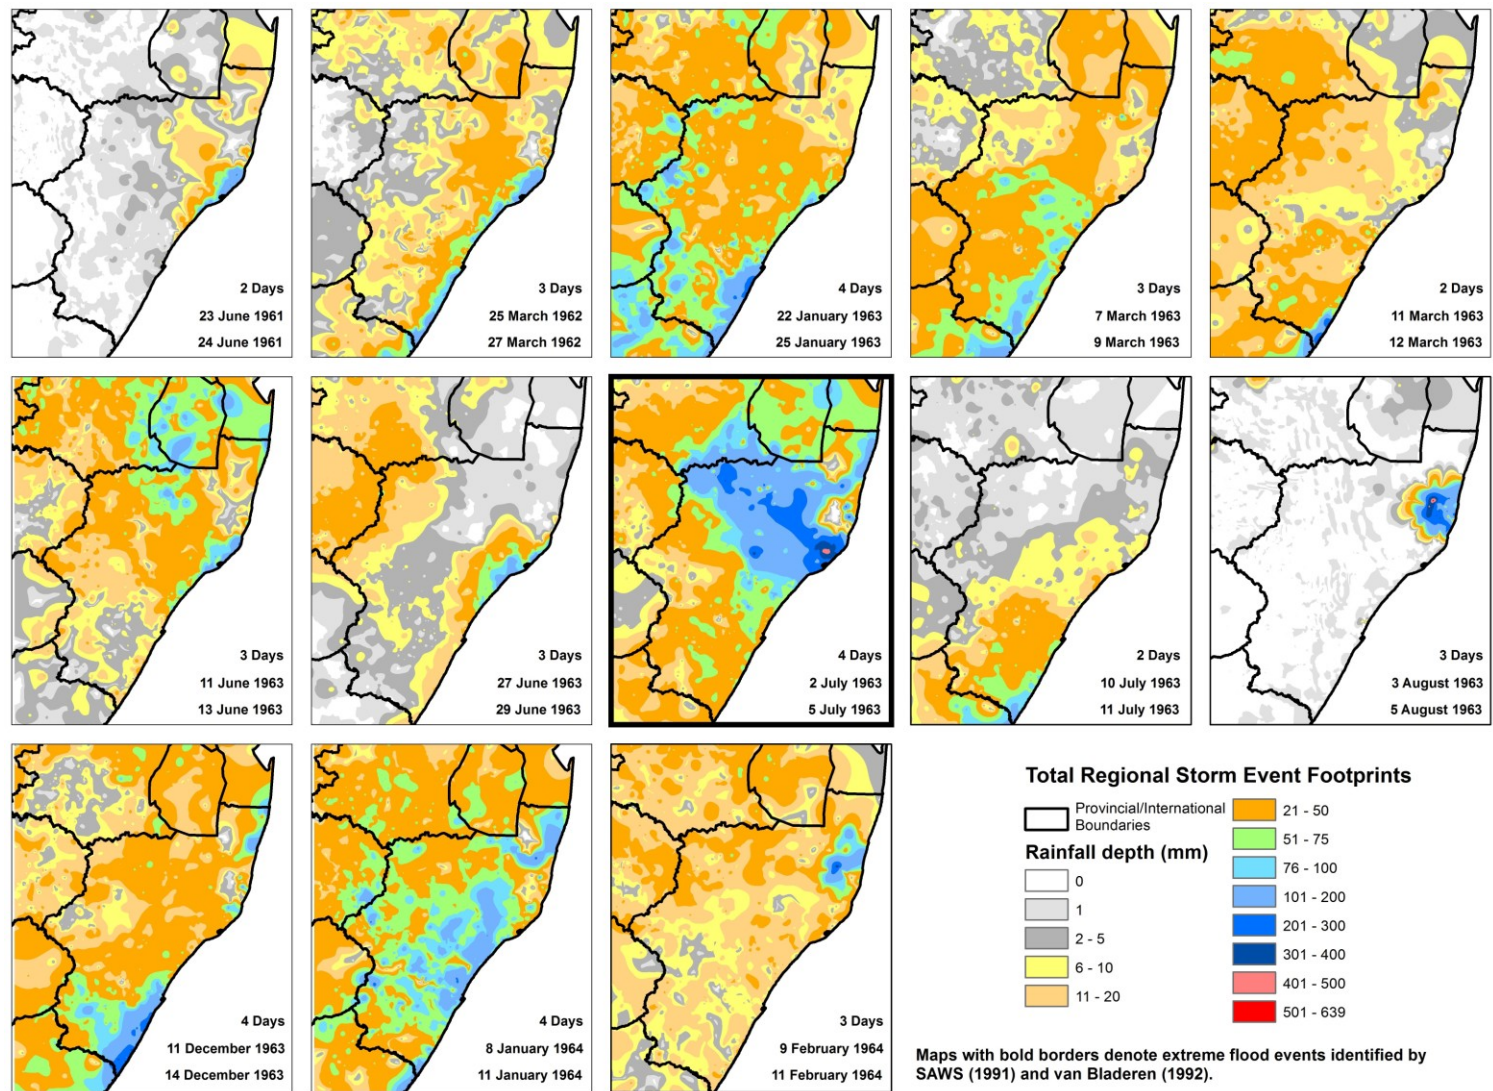 2 Days
23 June 1961
24 June 1961
3 Days
25 March 1962
27 March 1962
4 Days
22 January 1963
25 January 1963
3 Days
7 March 1963
9 March 1963
2 Days
11 March 1963
12 March 1963
3 Days
11 June 1963
13 June 1963
3 Days
27 June 1963
29 June 1963
4 Days
2 July 1963
5 July 1963
2 Days
10 July 1963
11 July 1963
3 Days
3 August 1963
5 August 1963
4 Days
11 December 1963
14 December 1963
4 Days
8 January 1964
11 January 1964
3 Days
9 February 1964
11 February 1964
Total Regional Storm Event Footprints
Provincial/International
Boundaries
Rainfall depth (mm)
0
1
2 - 5
6 - 10
11 - 20
21 - 50
51 - 75
76 - 100
101 - 200
201 - 300
301 - 400
401 - 500
501 - 639
Maps with bold borders denote extreme flood events identified by
SAWS (1991) and van Bladeren (1992).